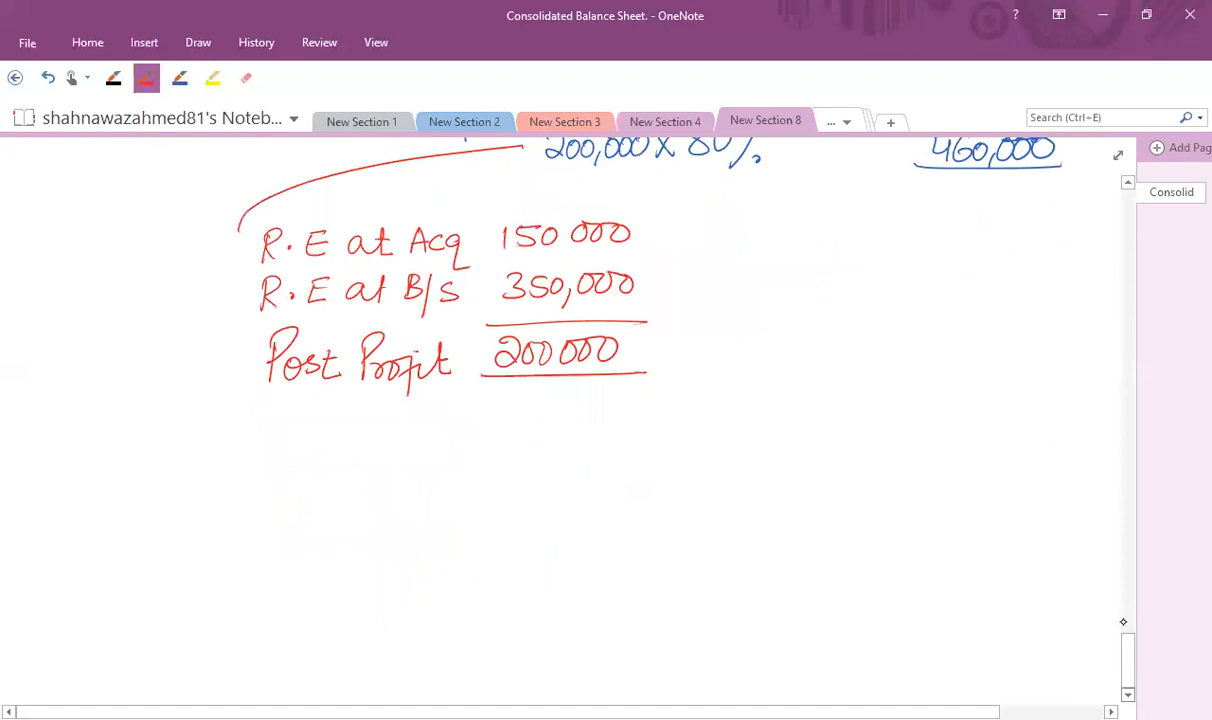 Consolidated Balance Sheet. - OneNote
?
File Home Insert Draw History Review View
shahnawazahmed81's Noteb... New Section 1 New Section 2 New Section 3 New Section 4 New Section 8 ... + Search (Ctrl+E)
200,000 X 80% 460,000
Add Pag
Consolid
R.E at Acq 150 000
R.E at B/S 350,000
Post Profit 200 000